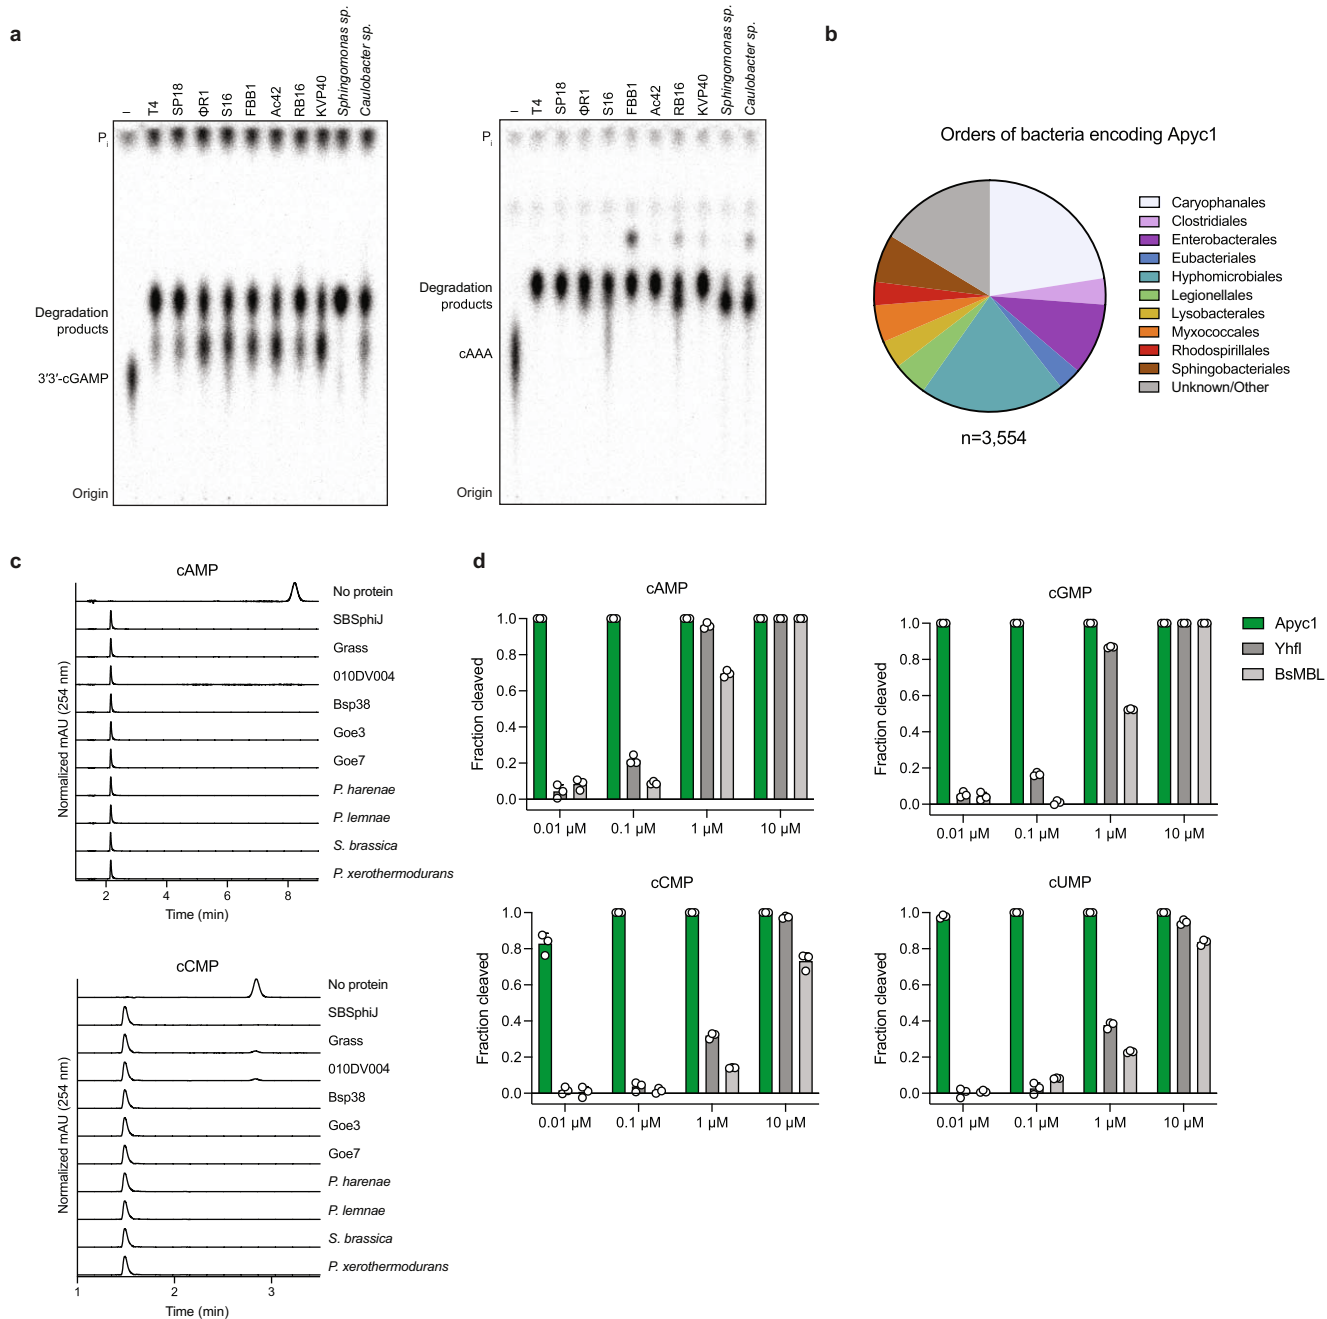 a
–
T4
SP18
ΦR1
S16
FBB1
Ac42
RB16
KVP40
Sphingomonas sp.
Caulobacter sp.
Pi
Degradation
products
3′3′-cGAMP
Origin
–
T4
SP18
ΦR1
S16
FBB1
Ac42
RB16
KVP40
Sphingomonas sp.
Caulobacter sp.
Pi
Degradation
products
cAAA
Origin
b
Orders of bacteria encoding Apyc1
Caryophanales
Clostridiales
Enterobacterales
Eubacteriales
Hyphomicrobiales
Legionellales
Lysobacterales
Myxococcales
Rhodospirillales
Sphingobacteriales
Unknown/Other
n=3,554
c
cAMP
Normalized mAU (254 nm)
No protein
SBSphiJ
Grass
010DV004
Bsp38
Goe3
Goe7
P. harenae
P. lemnae
S. brassica
P. xerothermodurans
2 4 6 8
Time (min)
cCMP
Normalized mAU (254 nm)
No protein
SBSphiJ
Grass
010DV004
Bsp38
Goe3
Goe7
P. harenae
P. lemnae
S. brassica
P. xerothermodurans
1 2 3
Time (min)
d
cAMP
Fraction cleaved
1.0
0.8
0.6
0.4
0.2
0.0
0.01 µM 0.1 µM 1 µM 10 µM
cGMP
Fraction cleaved
1.0
0.8
0.6
0.4
0.2
0.0
0.01 µM 0.1 µM 1 µM 10 µM
Apyc1
YhfI
BsMBL
cCMP
Fraction cleaved
1.0
0.8
0.6
0.4
0.2
0.0
0.01 µM 0.1 µM 1 µM 10 µM
cUMP
Fraction cleaved
1.0
0.8
0.6
0.4
0.2
0.0
0.01 µM 0.1 µM 1 µM 10 µM